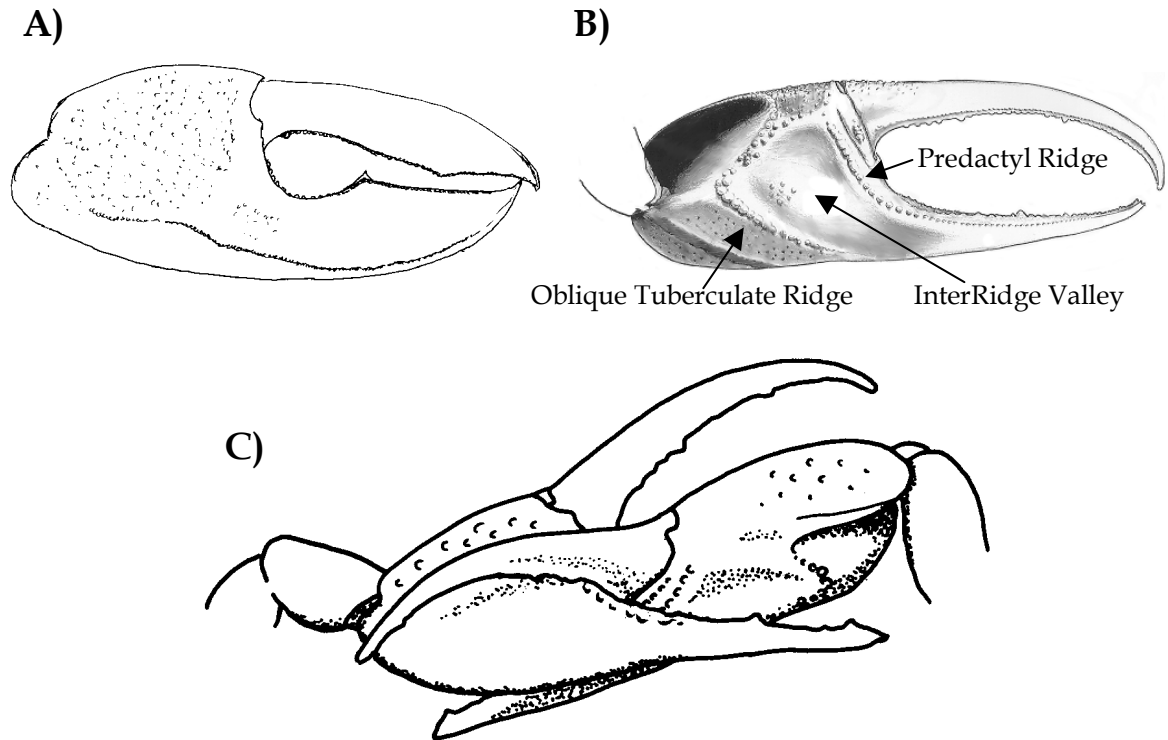 A)
B)
Predactyl Ridge
Oblique Tuberculate Ridge
InterRidge Valley
C)